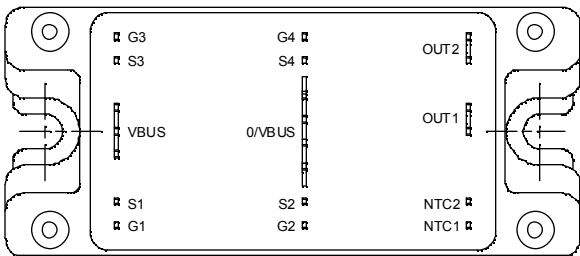 G3 G4
OUT2
S3 S4
OUT1
VBUS 0/VBUS
S1 S2 NTC2
G1 G2 NTC1